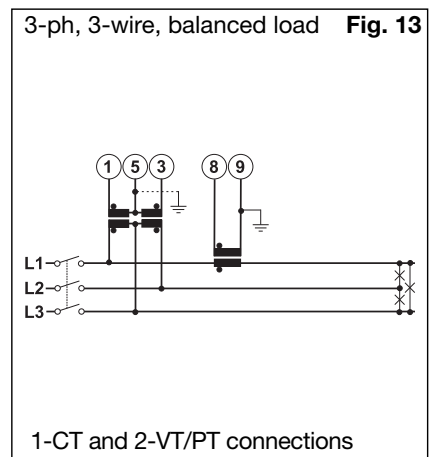 3-ph, 3-wire, balanced load Fig. 13
1 5 3 8 9
L1
L2
L3
1-CT and 2-VT/PT connections